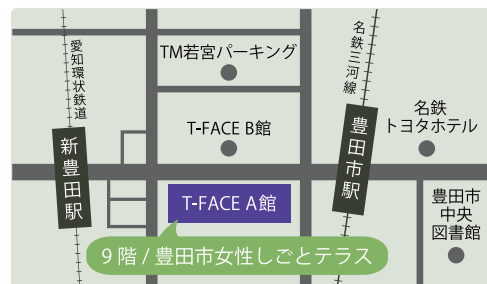 愛知環状鉄道
新豊田駅
TM若宮パーキング
T-FACE B館
T-FACE A館
9階/豊田市女性しごとテラス
名鉄三河線
豊田市駅
名鉄
トヨタホテル
豊田市
中央
図書館